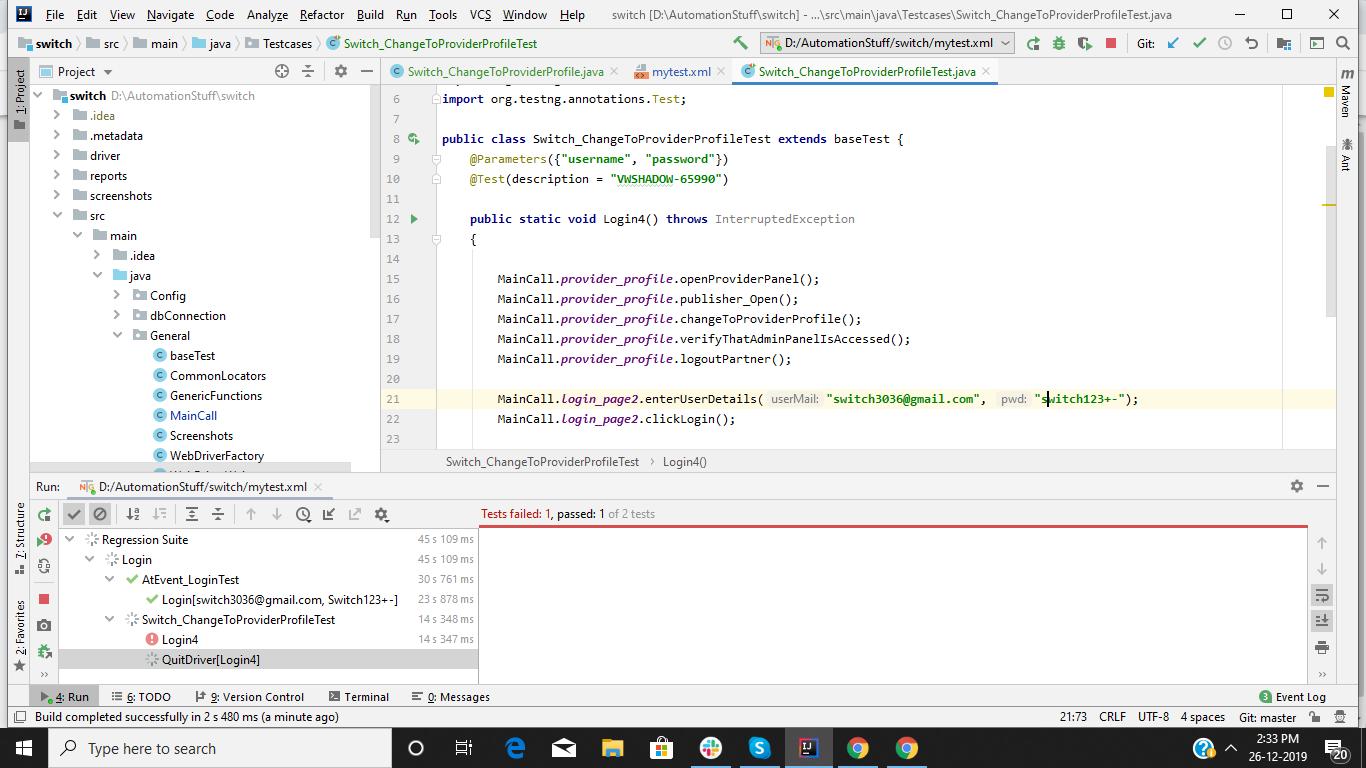 File Edit View Navigate Code Analyze Refactor Build Run Tools VCS Window Help switch [D:\AutomationStuff\switch] - ...\src\main\java\Testcases\Switch_ChangeToProviderProfileTest.java
switch src main java Testcases Switch_ChangeToProviderProfileTest D:/AutomationStuff/switch/mytest.xml Git:
Project Switch_ChangeToProviderProfile.java mytest.xml Switch_ChangeToProviderProfileTest.java
1: Project
switch D:\AutomationStuff\switch
.idea
.metadata
driver
reports
screenshots
src
main
.idea
java
Config
dbConnection
General
baseTest
CommonLocators
GenericFunctions
MainCall
Screenshots
WebDriverFactory
6 import org.testng.annotations.Test;
7
8 public class Switch_ChangeToProviderProfileTest extends baseTest {
9 @Parameters({"username", "password"})
10 @Test(description = "VWSHADOW-65990")
11
12 public static void Login4() throws InterruptedException
13 {
14
15 MainCall.provider_profile.openProviderPanel();
16 MainCall.provider_profile.publisher_Open();
17 MainCall.provider_profile.changeToProviderProfile();
18 MainCall.provider_profile.verifyThatAdminPanelIsAccessed();
19 MainCall.provider_profile.logoutPartner();
20
21 MainCall.login_page2.enterUserDetails( userMail: "switch3036@gmail.com", pwd: "switch123+-");
22 MainCall.login_page2.clickLogin();
23
Switch_ChangeToProviderProfileTest › Login4()
m Maven
Ant
Run: D:/AutomationStuff/switch/mytest.xml
Tests failed: 1, passed: 1 of 2 tests
Regression Suite 45 s 109 ms
Login 45 s 109 ms
AtEvent_LoginTest 30 s 761 ms
Login[switch3036@gmail.com, Switch123+-] 23 s 878 ms
Switch_ChangeToProviderProfileTest 14 s 348 ms
Login4 14 s 347 ms
QuitDriver[Login4]
7: Structure
2: Favorites
4: Run 6: TODO 9: Version Control Terminal 0: Messages 3 Event Log
Build completed successfully in 2 s 480 ms (a minute ago) 21:73 CRLF UTF-8 4 spaces Git: master
Type here to search
2:33 PM
26-12-2019
20